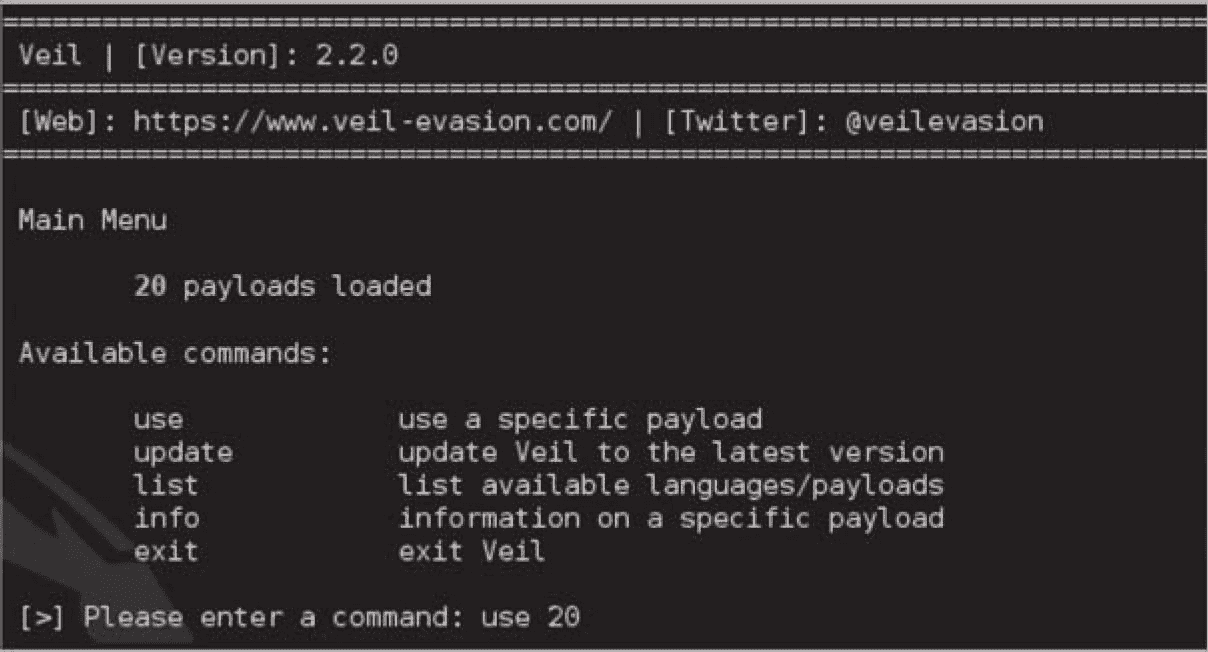 ================================================================================
Veil | [Version]: 2.2.0
================================================================================
[Web]: https://www.veil-evasion.com/ | [Twitter]: @veilevasion
================================================================================
Main Menu
20 payloads loaded
Available commands:
use use a specific payload
update update Veil to the latest version
list list available languages/payloads
info information on a specific payload
exit exit Veil
[>] Please enter a command: use 20